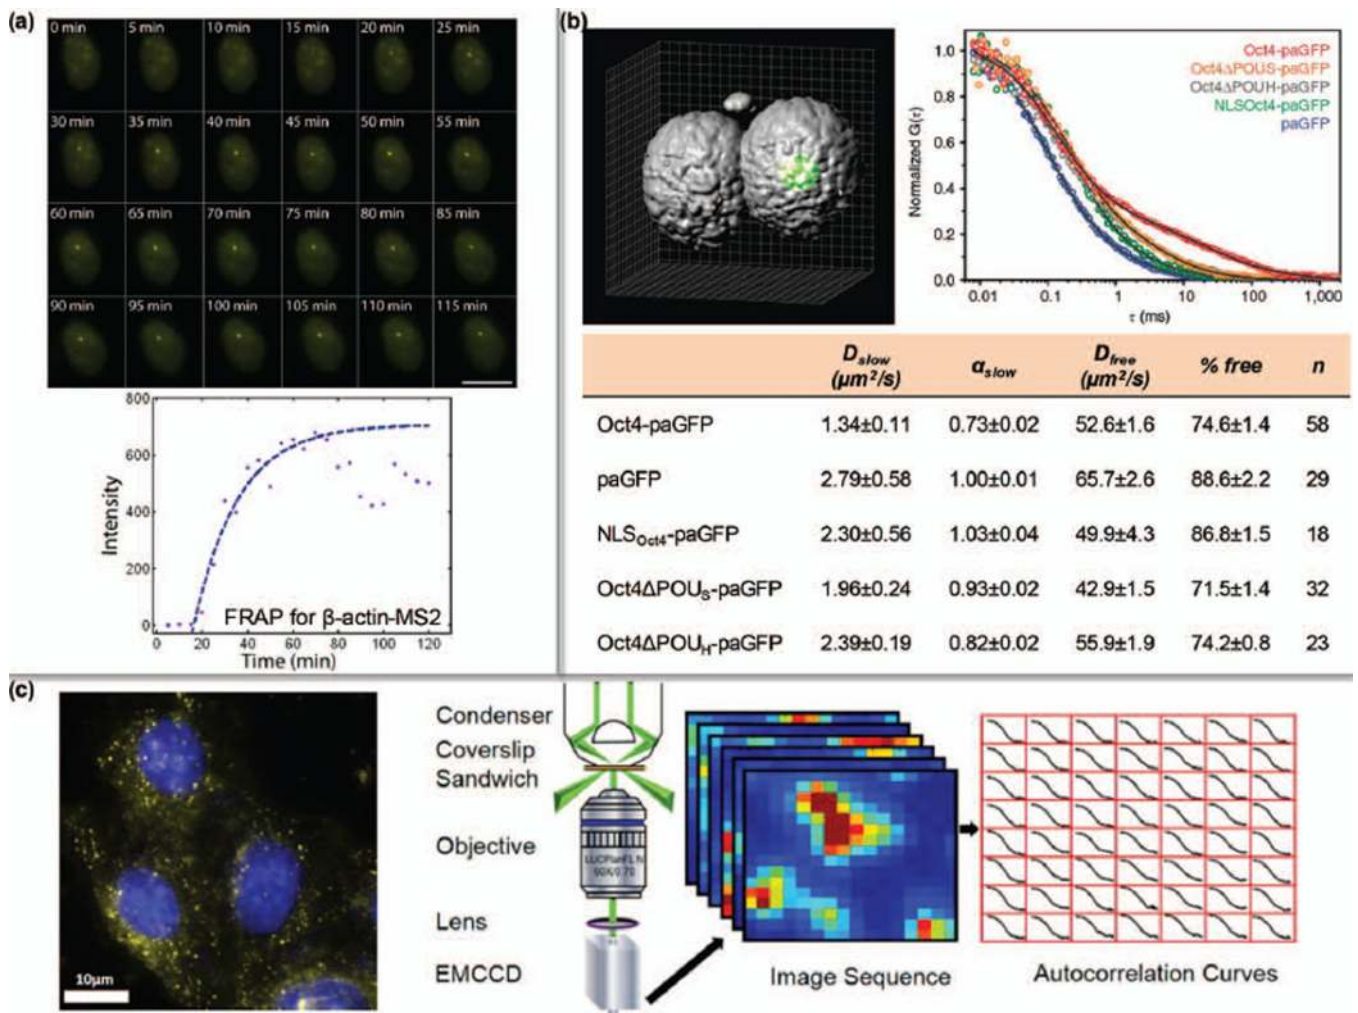 (a)
0 min 5 min 10 min 15 min 20 min 25 min
30 min 35 min 40 min 45 min 50 min 55 min
60 min 65 min 70 min 75 min 80 min 85 min
90 min 95 min 100 min 105 min 110 min 115 min
800
600
400
200
0
Intensity
FRAP for β-actin-MS2
0 20 40 60 80 100 120
Time (min)
(b)
1.0
0.8
0.6
0.4
0.2
0.0
Normalized G(τ)
Oct4-paGFP
Oct4ΔPOUS-paGFP
Oct4ΔPOUH-paGFP
NLSOct4-paGFP
paGFP
0.01 0.1 1 10 100 1,000
τ (ms)
D_slow (μm²/s) α_slow D_free (μm²/s) % free n
Oct4-paGFP 1.34±0.11 0.73±0.02 52.6±1.6 74.6±1.4 58
paGFP 2.79±0.58 1.00±0.01 65.7±2.6 88.6±2.2 29
NLS_Oct4-paGFP 2.30±0.56 1.03±0.04 49.9±4.3 86.8±1.5 18
Oct4ΔPOU_S-paGFP 1.96±0.24 0.93±0.02 42.9±1.5 71.5±1.4 32
Oct4ΔPOU_H-paGFP 2.39±0.19 0.82±0.02 55.9±1.9 74.2±0.8 23
(c)
10μm
Condenser
Coverslip
Sandwich
Objective
Lens
EMCCD
LUCPlanFL N
60X/0.70
Image Sequence
Autocorrelation Curves